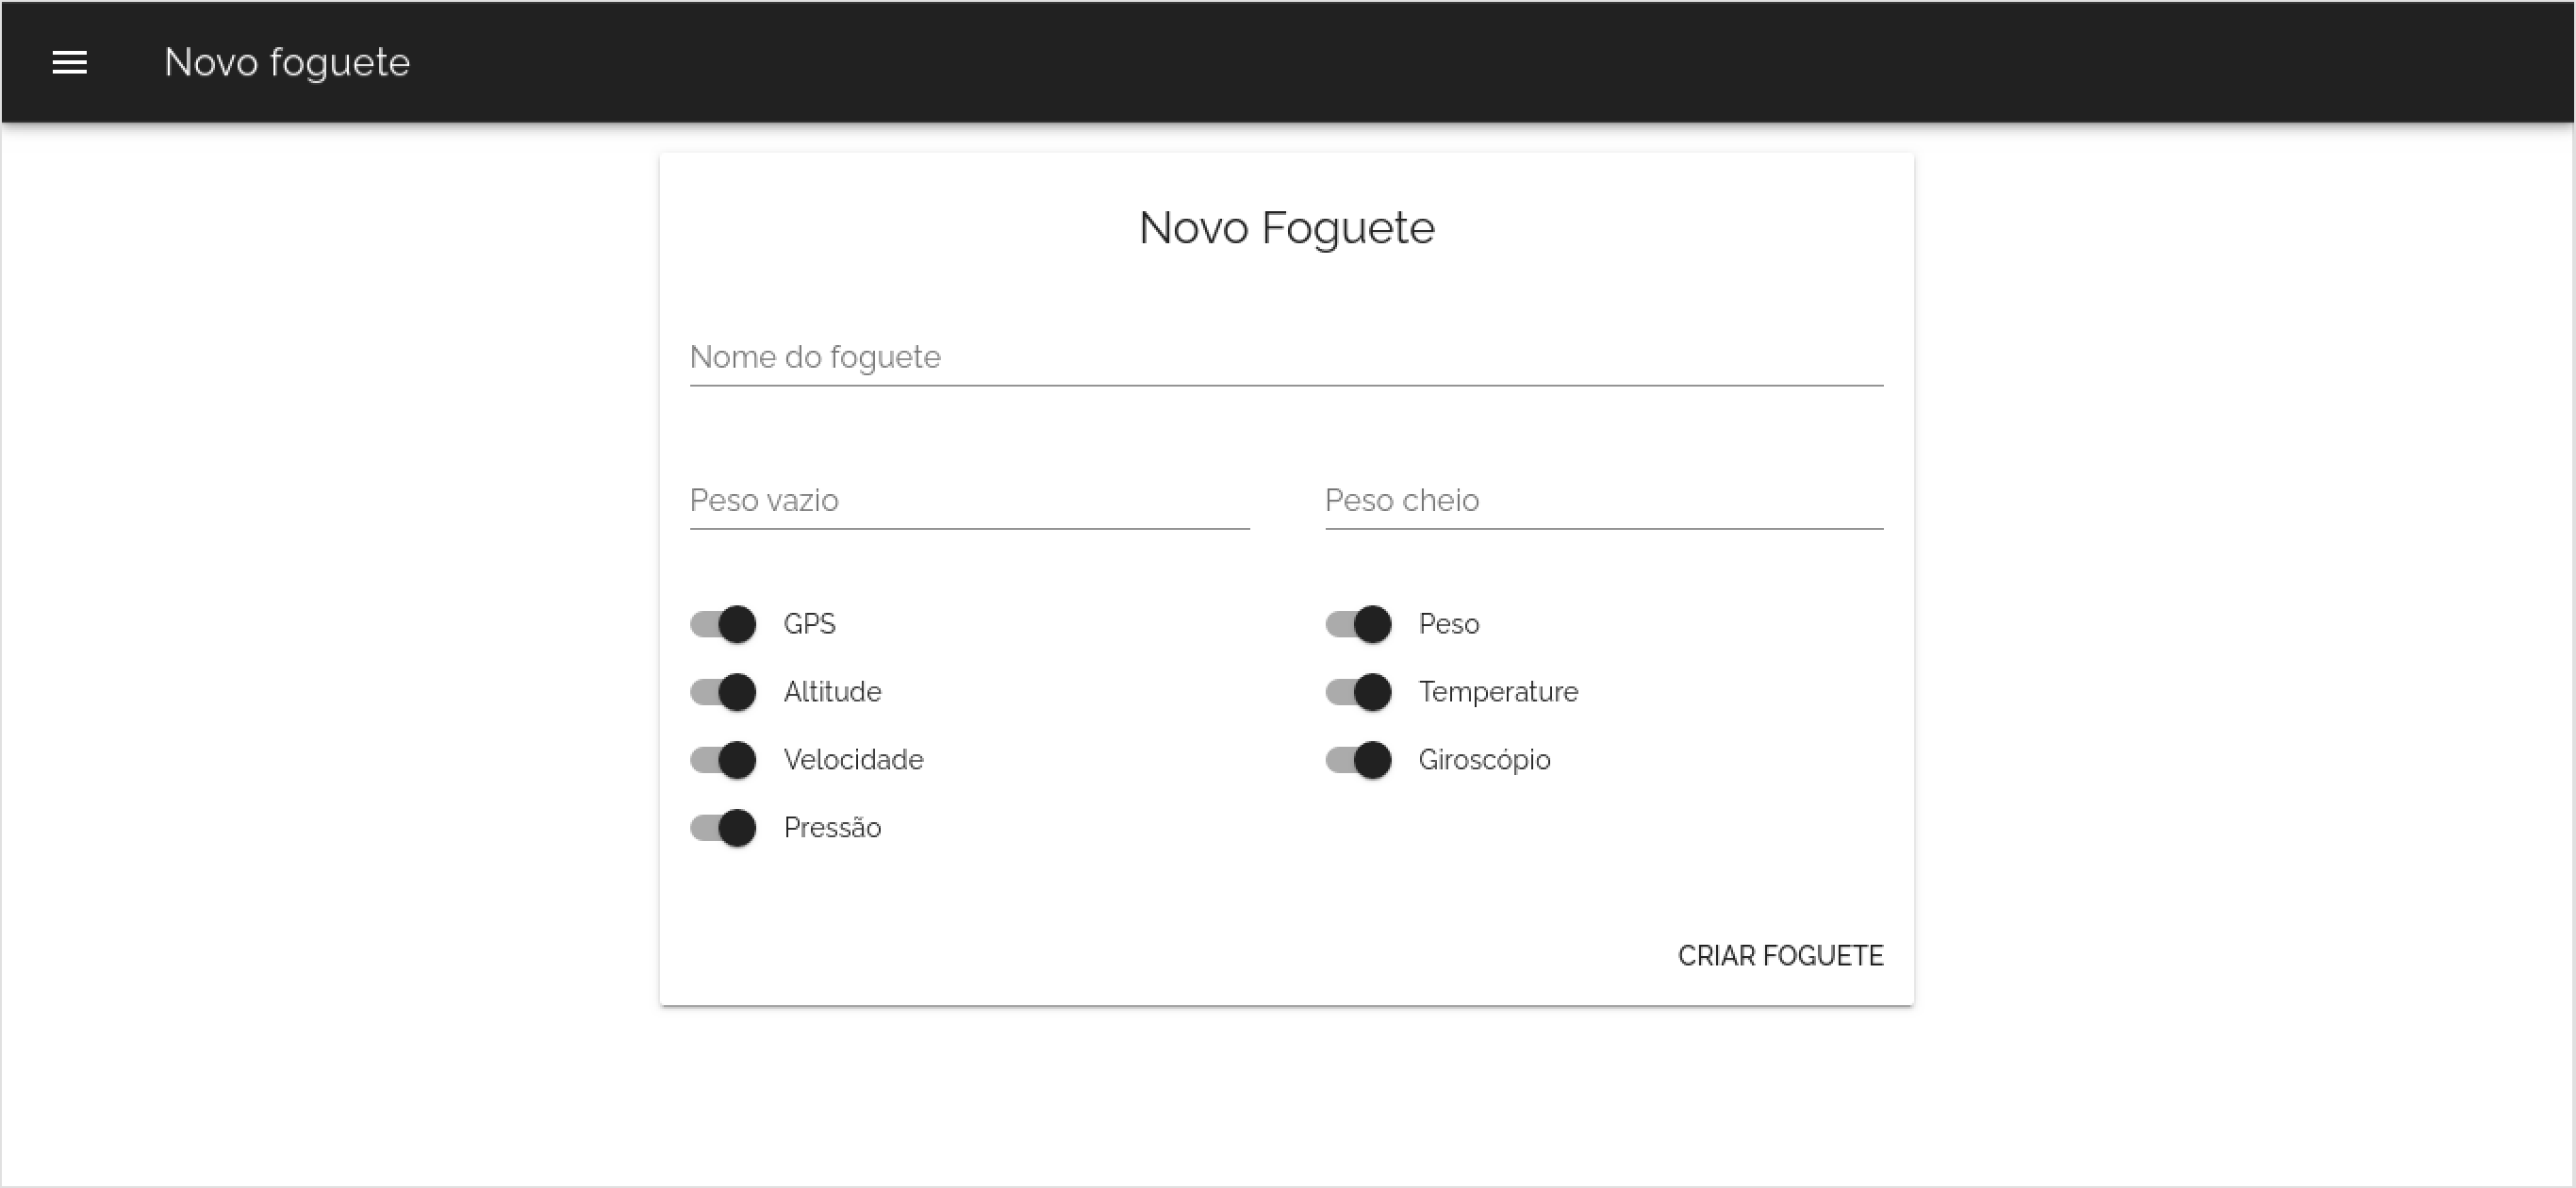 Novo foguete
Novo Foguete
Nome do foguete
Peso vazio
Peso cheio
GPS
Peso
Altitude
Temperature
Velocidade
Giroscópio
Pressão
CRIAR FOGUETE